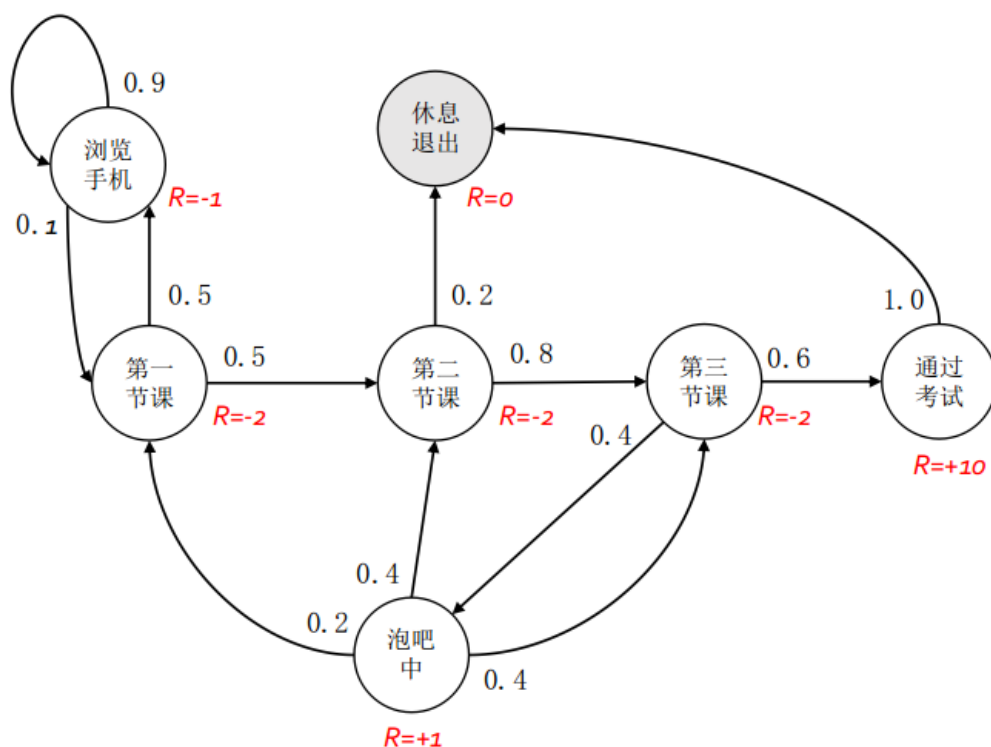 0.9
浏览
手机
R=-1
0.1
休息
退出
R=0
0.5
0.2
1.0
第一
节课
0.5
R=-2
第二
节课
0.8
R=-2
第三
节课
0.6
R=-2
通过
考试
R=+10
0.4
0.4
0.2
泡吧
中
0.4
R=+1